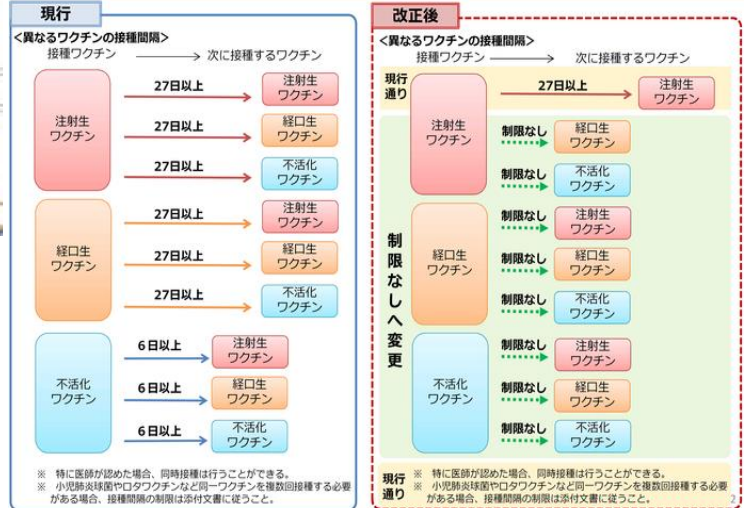 現行
<異なるワクチンの接種間隔>
接種ワクチン
次に接種するワクチン
注射生
ワクチン
27日以上
注射生
ワクチン
27日以上
経口生
ワクチン
27日以上
不活化
ワクチン
経口生
ワクチン
27日以上
注射生
ワクチン
27日以上
経口生
ワクチン
27日以上
不活化
ワクチン
不活化
ワクチン
6日以上
注射生
ワクチン
6日以上
経口生
ワクチン
6日以上
不活化
ワクチン
※ 特に医師が認めた場合、同時接種は行うことができる。
※ 小児肺炎球菌やロタワクチンなど同一ワクチンを複数回接種する必要
がある場合、接種間隔の制限は添付文書に従うこと。
改正後
<異なるワクチンの接種間隔>
接種ワクチン
次に接種するワクチン
現行
通り
注射生
ワクチン
27日以上
注射生
ワクチン
制限なしへ変更
制限なし
経口生
ワクチン
制限なし
不活化
ワクチン
経口生
ワクチン
制限なし
注射生
ワクチン
制限なし
経口生
ワクチン
制限なし
不活化
ワクチン
不活化
ワクチン
制限なし
注射生
ワクチン
制限なし
経口生
ワクチン
制限なし
不活化
ワクチン
現行
通り
※ 特に医師が認めた場合、同時接種は行うことができる。
※ 小児肺炎球菌やロタワクチンなど同一ワクチンを複数回接種する必要
がある場合、接種間隔の制限は添付文書に従うこと。
2